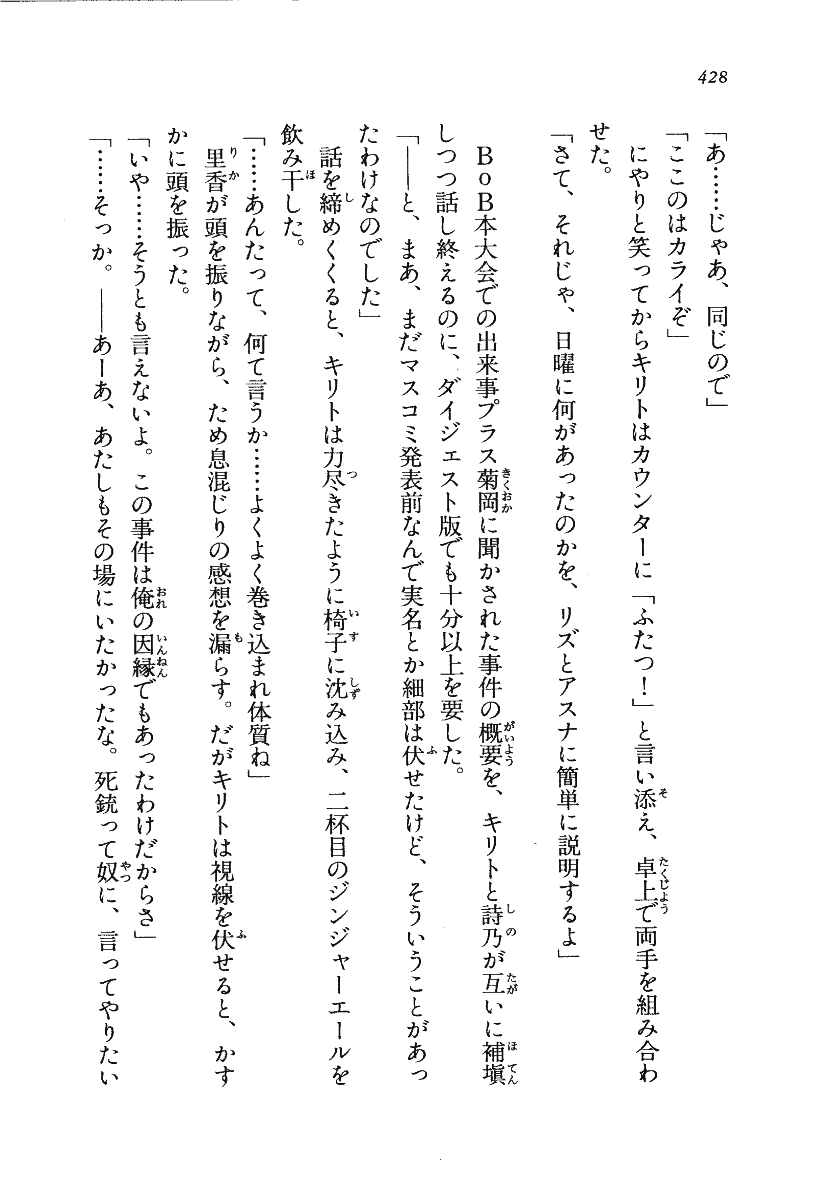 428
「あ……じゃあ、同じので」
「ここのはカライぞ」
にやりと笑ってからキリトはカウンターに「ふたつ！」と言い添え、卓上で両手を組み合わ
せた。
「さて、それじゃ、日曜に何があったのかを、リズとアスナに簡単に説明するよ」
ＢｏＢ本大会での出来事プラス菊岡に聞かされた事件の概要を、キリトと詩乃が互いに補塡
しつつ話し終えるのに、ダイジェスト版でも十分以上を要した。
「――と、まあ、まだマスコミ発表前なんで実名とか細部は伏せたけど、そういうことがあっ
たわけなのでした」
話を締めくくると、キリトは力尽きたように椅子に沈み込み、二杯目のジンジャーエールを
飲み干した。
「……あんたって、何て言うか……よくよく巻き込まれ体質ね」
里香が頭を振りながら、ため息混じりの感想を漏らす。だがキリトは視線を伏せると、かす
かに頭を振った。
「いや……そうとも言えないよ。この事件は俺の因縁でもあったわけだからさ」
「……そっか。――あーあ、あたしもその場にいたかったな。死銃って奴に、言ってやりたい